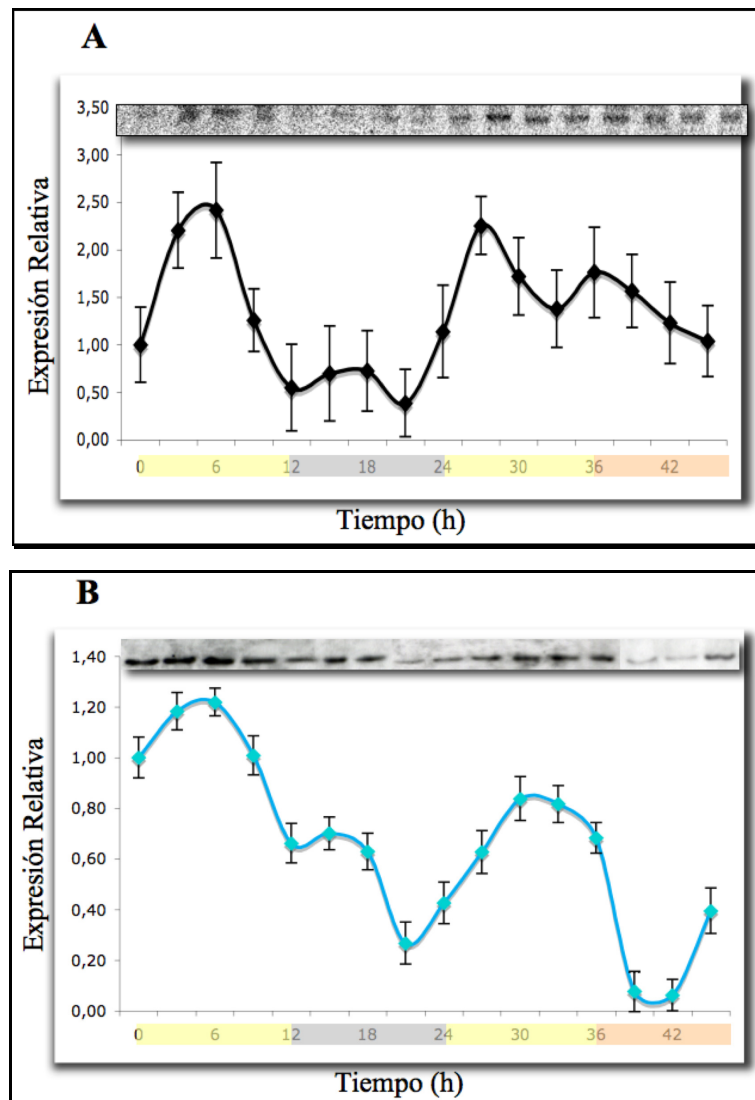 A
3,50
3,00
2,50
2,00
1,50
1,00
0,50
0,00
Expresión Relativa
0 6 12 18 24 30 36 42
Tiempo (h)
B
1,40
1,20
1,00
0,80
0,60
0,40
0,20
0,00
Expresión Relativa
0 6 12 18 24 30 36 42
Tiempo (h)